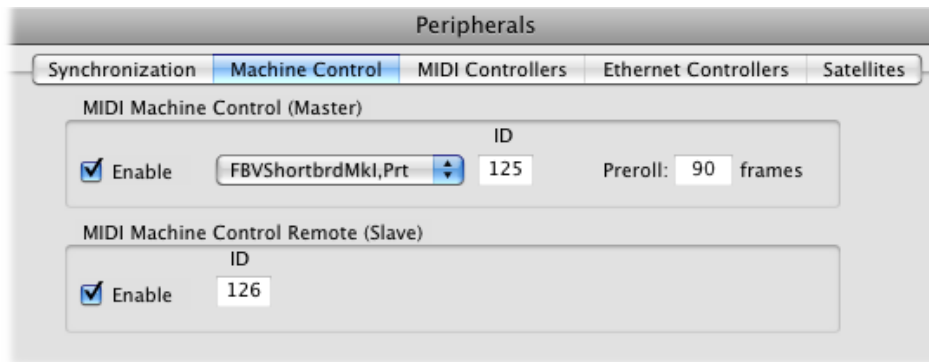 Peripherals
Synchronization Machine Control MIDI Controllers Ethernet Controllers Satellites
MIDI Machine Control (Master)
ID
Enable FBVShortbrdMkI,Prt 125 Preroll: 90 frames
MIDI Machine Control Remote (Slave)
ID
Enable 126